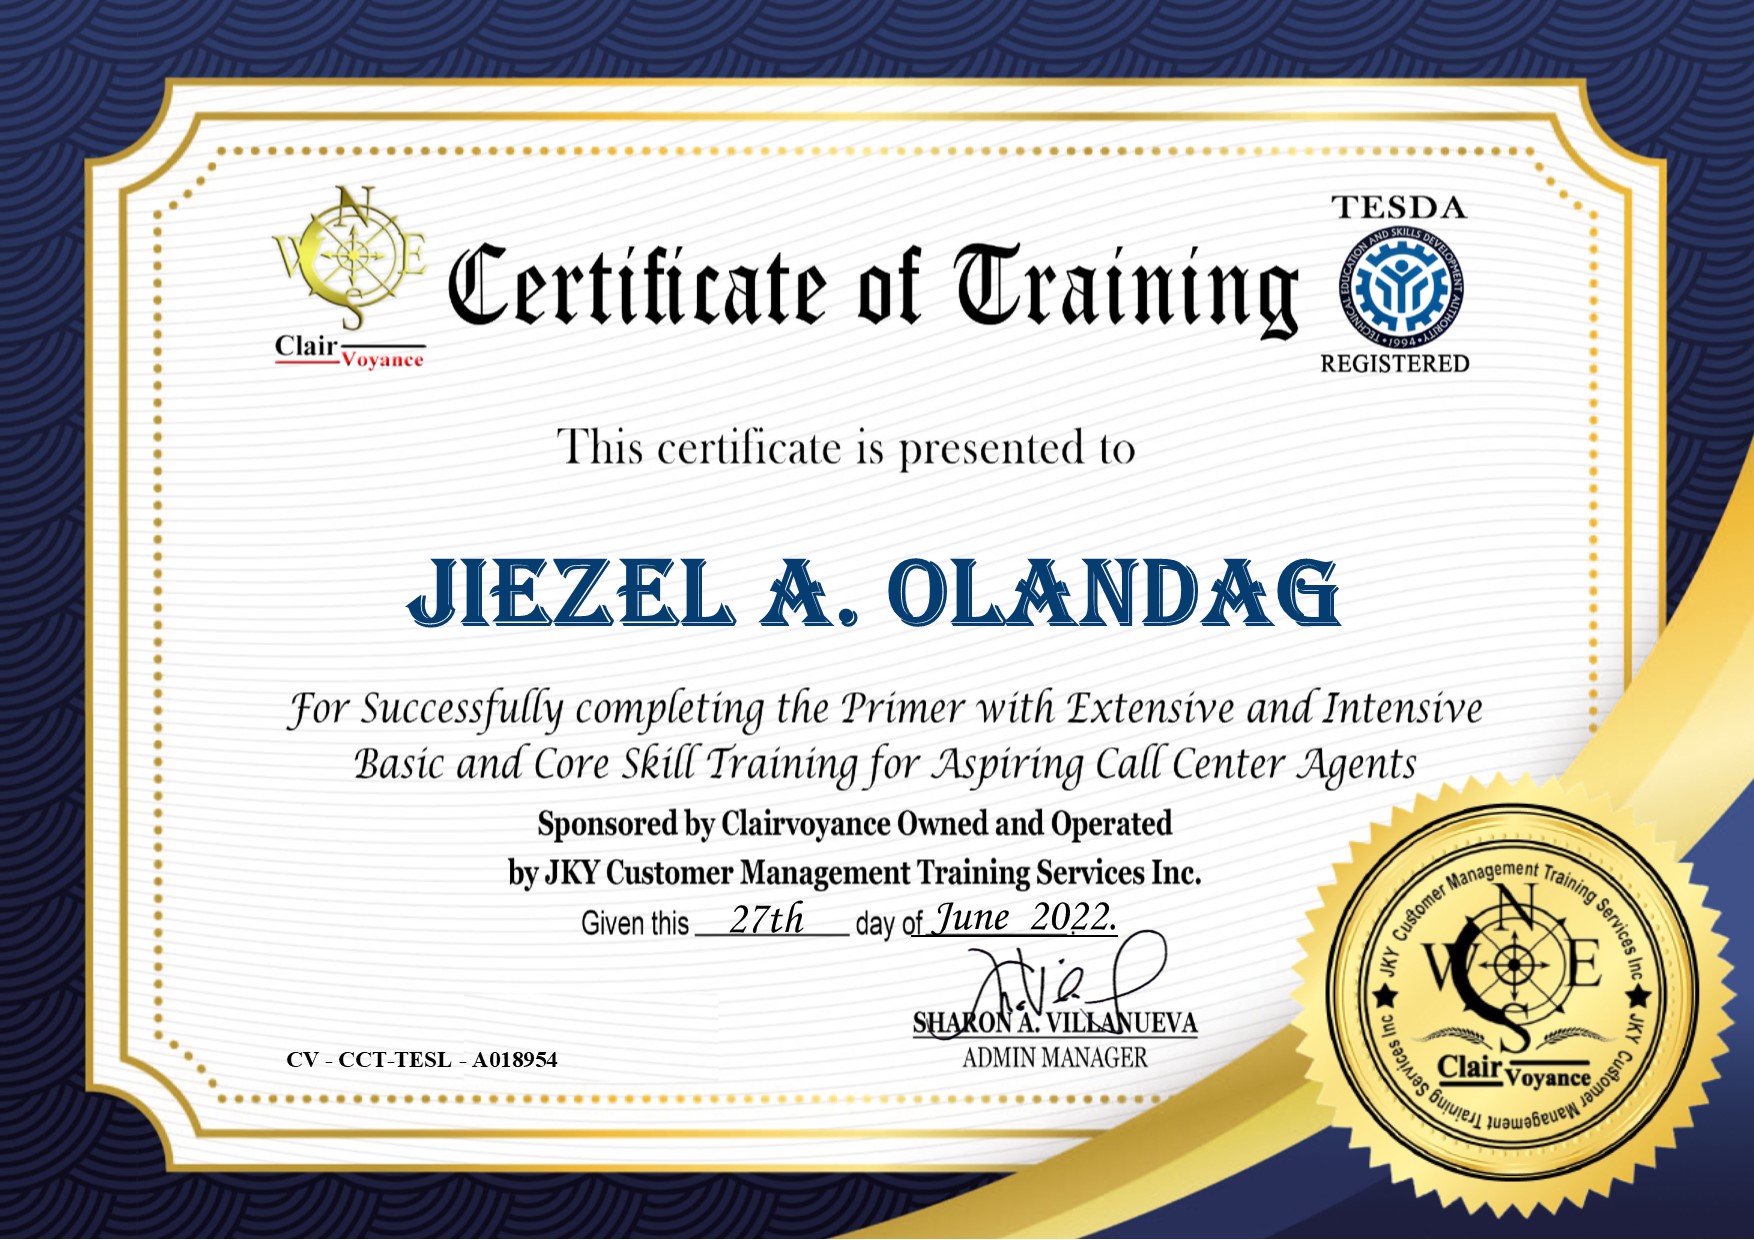 Certificate of Training
N
W E
S
Clair
Voyance
TESDA
TECHNICAL EDUCATION AND SKILLS DEVELOPMENT AUTHORITY
• 1994 •
REGISTERED
This certificate is presented to
JIEZEL A. OLANDAG
For Successfully completing the Primer with Extensive and Intensive
Basic and Core Skill Training for Aspiring Call Center Agents
Sponsored by Clairvoyance Owned and Operated
by JKY Customer Management Training Services Inc.
Given this 27th day of June 2022.
SHARON A. VILLANUEVA
ADMIN MANAGER
CV - CCT-TESL - A018954
JKY Customer Management Training Services Inc
N
W E
S
Clair
Voyance
JKY Customer Management Training Services Inc